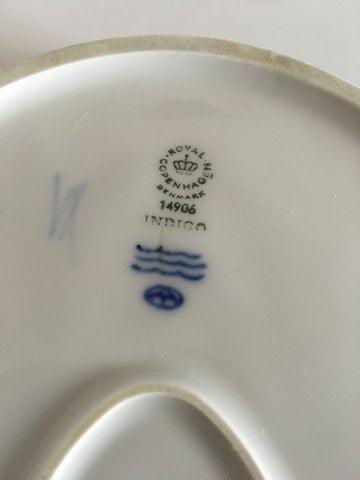 ROYAL
COPENHAGEN
DENMARK
14906
INDIGO